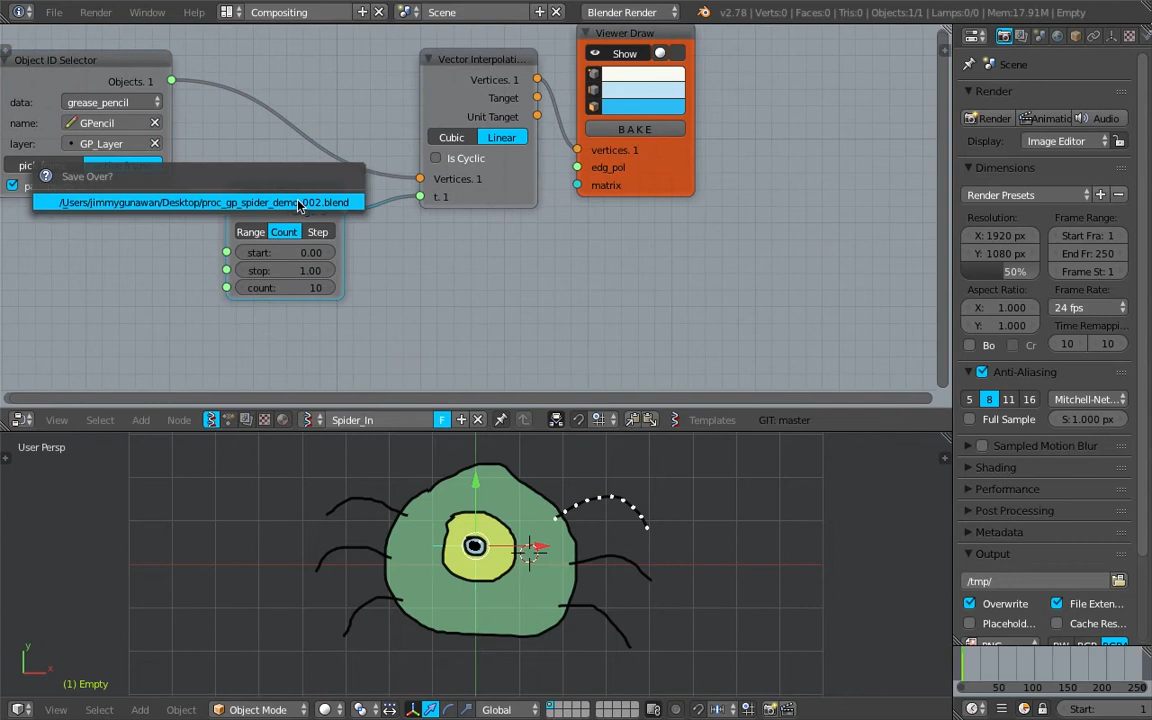 File Render Window Help Compositing Scene Blender Render v2.78 | Verts:0 | Faces:0 | Tris:0 | Objects:1/1 | Lamps:0/0 | Mem:17.91M | Empty
Object ID Selector
Objects. 1
data: grease_pencil
name: GPencil
layer: GP_Layer
Save Over?
/Users/jimmygunawan/Desktop/proc_gp_spider_demo_002.blend
Range Count Step
start: 0.00
stop: 1.00
count: 10
Vector Interpolati...
Vertices. 1
Target
Unit Target
Cubic Linear
Is Cyclic
Vertices. 1
t. 1
Viewer Draw
Show
BAKE
vertices. 1
edg_pol
matrix
View Select Add Node Spider_In F Templates GIT: master
User Persp
y
x
(1) Empty
View Select Add Object Object Mode Global
Scene
Render
Render Animatic Audio
Display: Image Editor
Dimensions
Render Presets
Resolution: Frame Range:
X: 1920 px Start Fra: 1
Y: 1080 px End Fr: 250
50% Frame St: 1
Aspect Ratio: Frame Rate:
X: 1.000 24 fps
Y: 1.000 Time Remappi...
Bo Cr 10 10
Anti-Aliasing
5 8 11 16 Mitchell-Net...
Full Sample S: 1.000 px
Sampled Motion Blur
Shading
Performance
Post Processing
Metadata
Output
/tmp/
Overwrite File Exten...
Placehold... Cache Res...
50 100 150 200 250
Start: 1